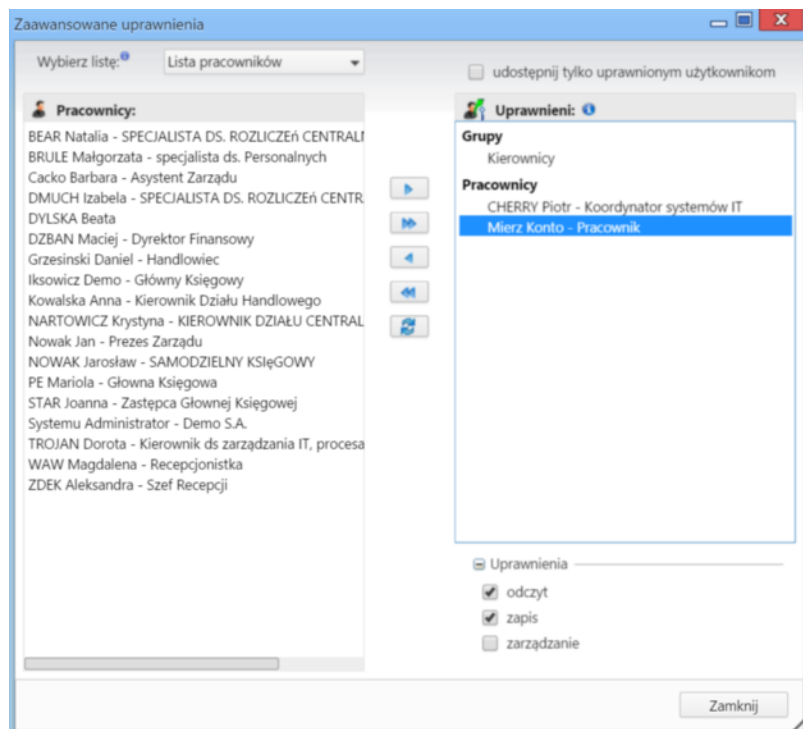 Zaawansowane uprawnienia
Wybierz listę:
Lista pracowników
udostępnij tylko uprawnionym użytkownikom
Pracownicy:
BEAR Natalia - SPECJALISTA DS. ROZLICZEń CENTRALN
BRULE Małgorzata - specjalista ds. Personalnych
Cacko Barbara - Asystent Zarządu
DMUCH Izabela - SPECJALISTA DS. ROZLICZEń CENTR
DYLSKA Beata
DZBAN Maciej - Dyrektor Finansowy
Grzesinski Daniel - Handlowiec
Iksowicz Demo - Główny Księgowy
Kowalska Anna - Kierownik Działu Handlowego
NARTOWICZ Krystyna - KIEROWNIK DZIAŁU CENTRAL
Nowak Jan - Prezes Zarządu
NOWAK Jarosław - SAMODZIELNY KSIęGOWY
PE Mariola - Głowna Księgowa
STAR Joanna - Zastępca Głownej Księgowej
Systemu Administrator - Demo S.A.
TROJAN Dorota - Kierownik ds zarządzania IT, procesa
WAW Magdalena - Recepcjonistka
ZDEK Aleksandra - Szef Recepcji
Uprawnieni:
Grupy
Kierownicy
Pracownicy
CHERRY Piotr - Koordynator systemów IT
Mierz Konto - Pracownik
Uprawnienia
odczyt
zapis
zarządzanie
Zamknij